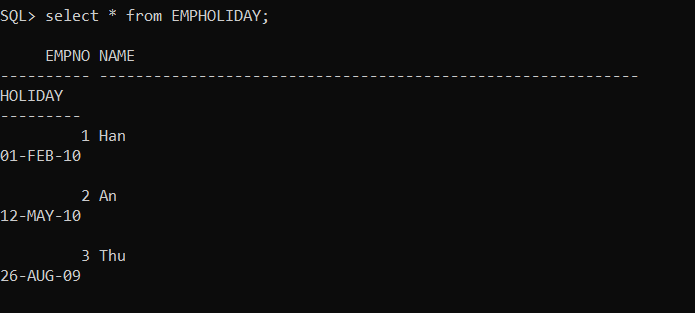 SQL> select * from EMPHOLIDAY;
     EMPNO NAME
---------- ------------------------------------------------------------
HOLIDAY
---------
         1 Han
01-FEB-10
         2 An
12-MAY-10
         3 Thu
26-AUG-09